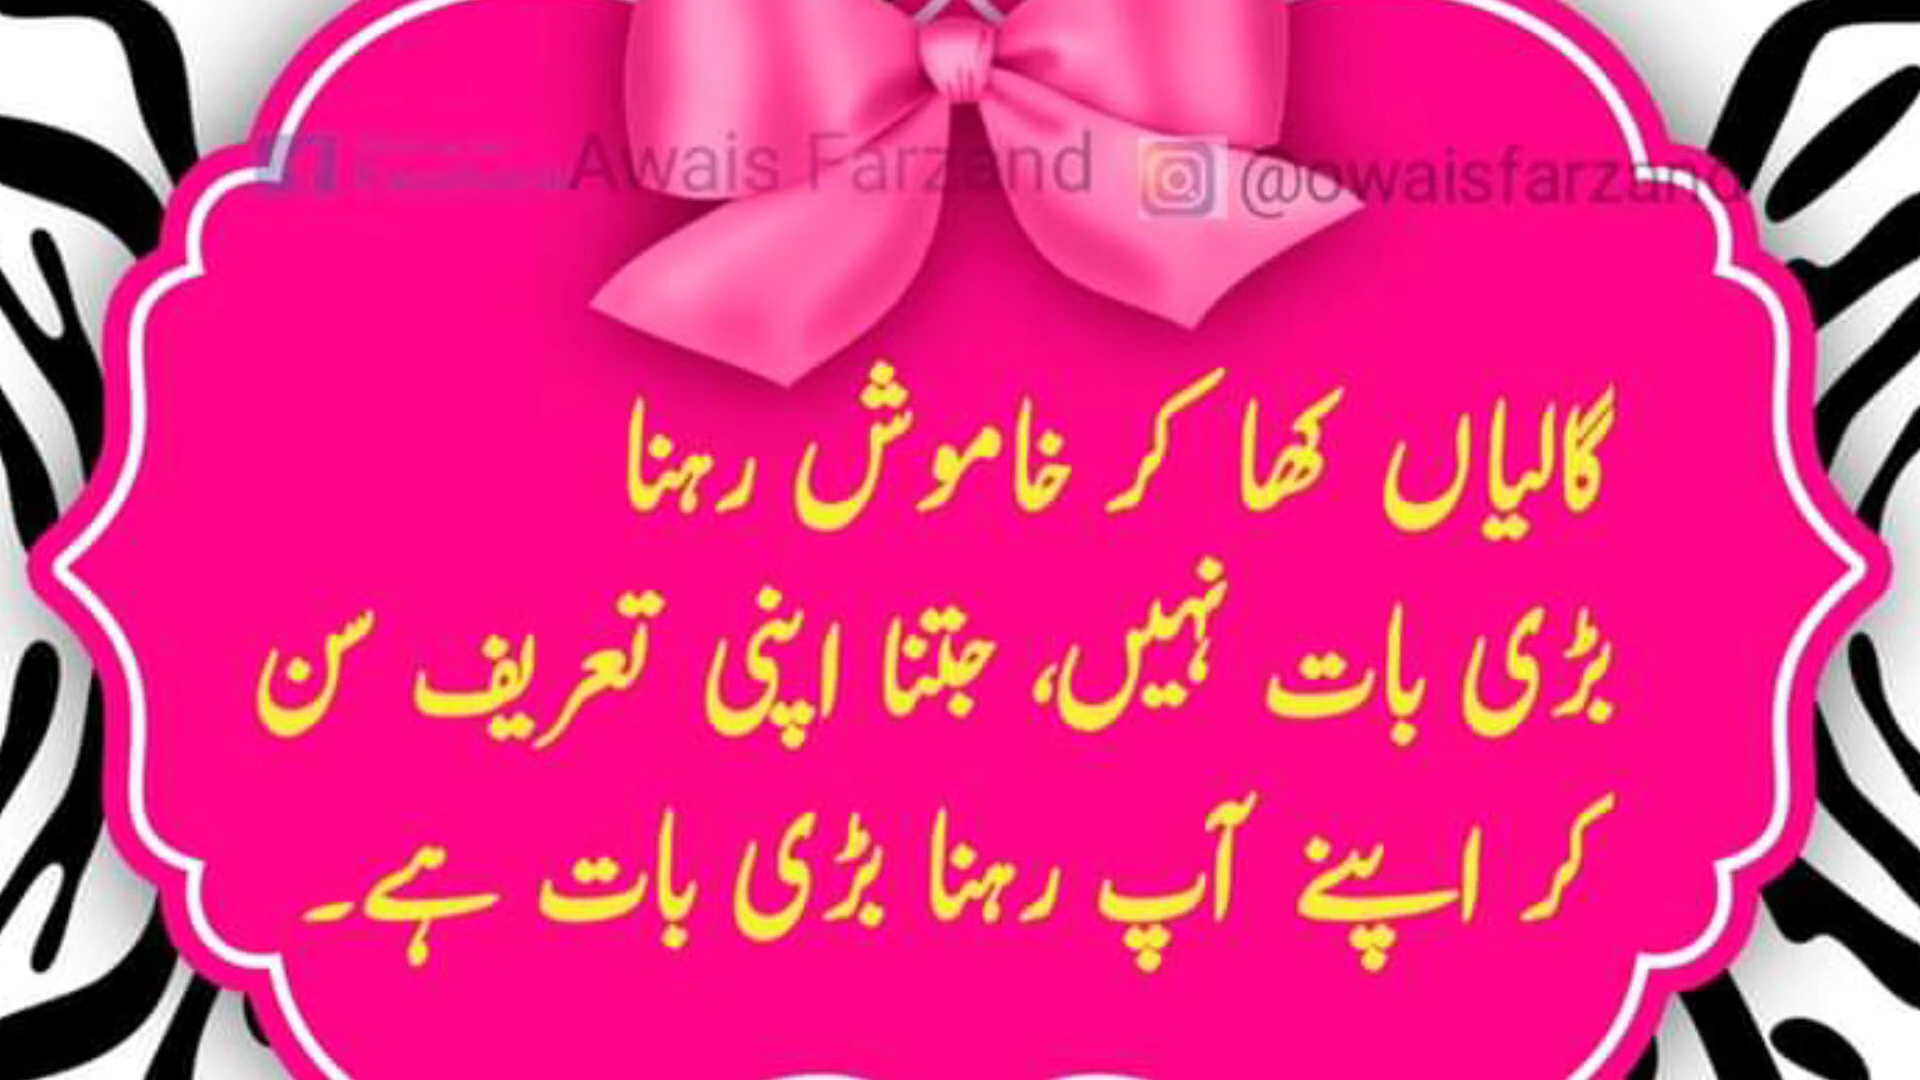 Awais Farzand @owaisfarzand
گالیاں کھا کر خاموش رہنا
بڑی بات نہیں، جتنا اپنی تعریف سن
کر اپنے آپ رہنا بڑی بات ہے۔